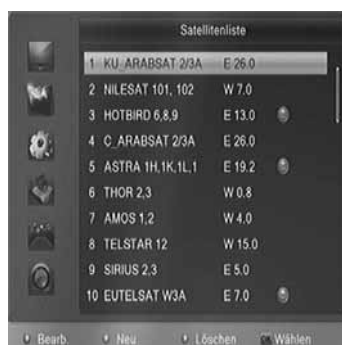 Satellitenliste
1 KU_ARABSAT 2/3A E 26.0
2 NILESAT 101, 102 W 7.0
3 HOTBIRD 6,8,9 E 13.0
4 C_ARABSAT 2/3A E 26.0
5 ASTRA 1H,1K,1L,1 E 19.2
6 THOR 2,3 W 0.8
7 AMOS 1,2 W 4.0
8 TELSTAR 12 W 15.0
9 SIRIUS 2,3 E 5.0
10 EUTELSAT W3A E 7.0
Bearb. Neu Löschen Wählen